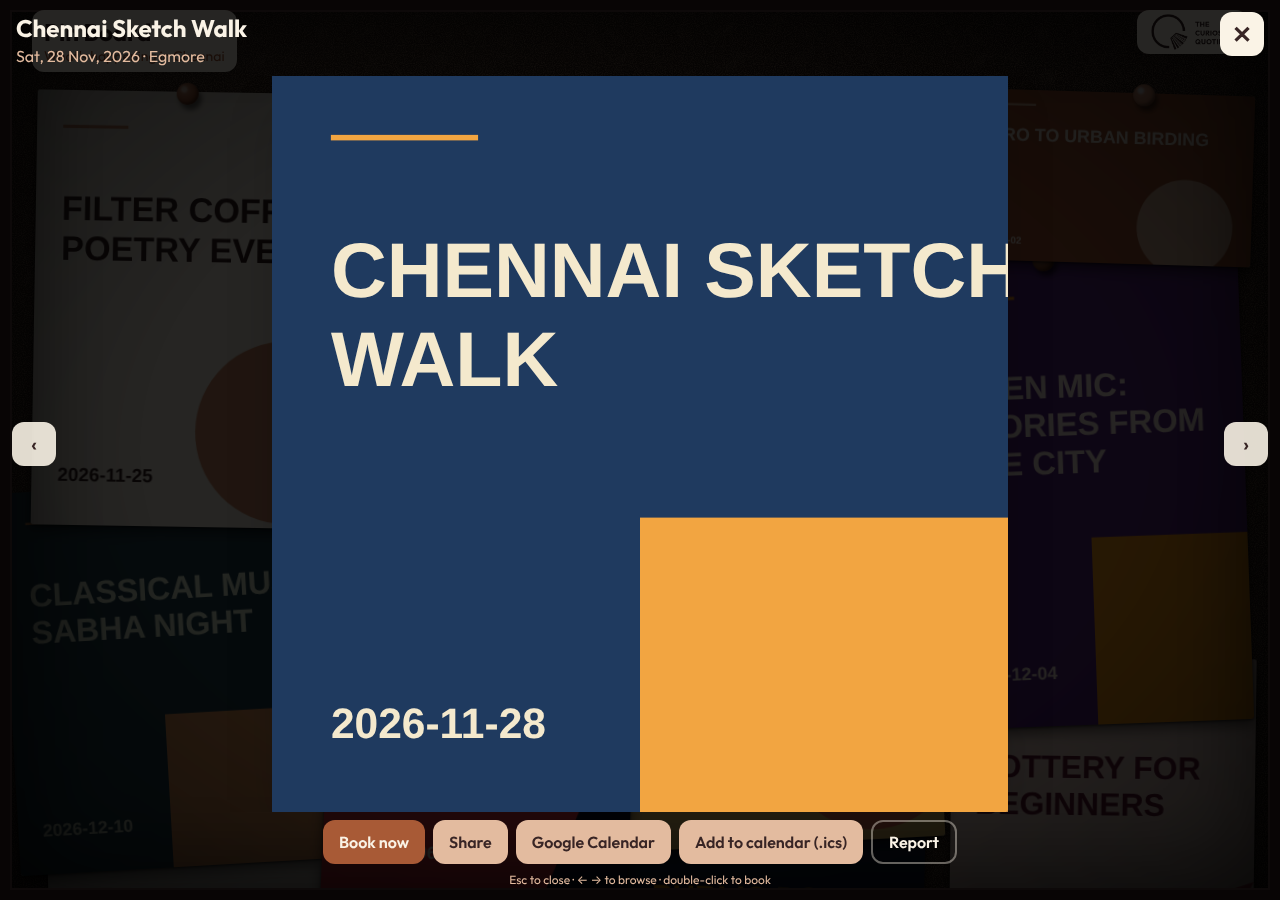 Chennai Sketch Walk
Sat, 28 Nov, 2026 · Egmore
THE
✕
FILTER COFF
POETRY EVE
2026-11-25
CLASSICAL MU
SABHA NIGHT
2026-12-10
CHENNAI SKETCH
WALK
2026-11-28
RO TO URBAN BIRDING
EN MIC:
ORIES FROM
E CITY
-12-04
OTTERY FOR
EGINNERS
‹
›
Book now
Share
Google Calendar
Add to calendar (.ics)
Report
Esc to close · ← → to browse · double-click to book